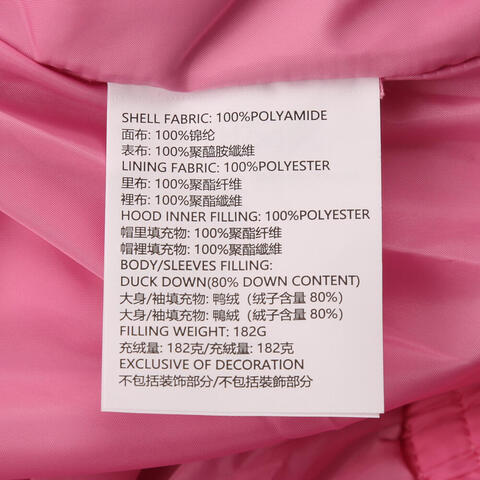 SHELL FABRIC: 100%POLYAMIDE
面布: 100%锦纶
表布: 100%聚醯胺纖維
LINING FABRIC: 100%POLYESTER
里布: 100%聚酯纤维
裡布: 100%聚酯纖維
HOOD INNER FILLING: 100%POLYESTER
帽里填充物: 100%聚酯纤维
帽裡填充物: 100%聚酯纖維
BODY/SLEEVES FILLING:
DUCK DOWN(80% DOWN CONTENT)
大身/袖填充物: 鸭絨（绒子含量 80%）
大身/袖填充物: 鴨絨（絨子含量 80%）
FILLING WEIGHT: 182G
充绒量: 182克/充絨量: 182克
EXCLUSIVE OF DECORATION
不包括装饰部分/不包括裝飾部分